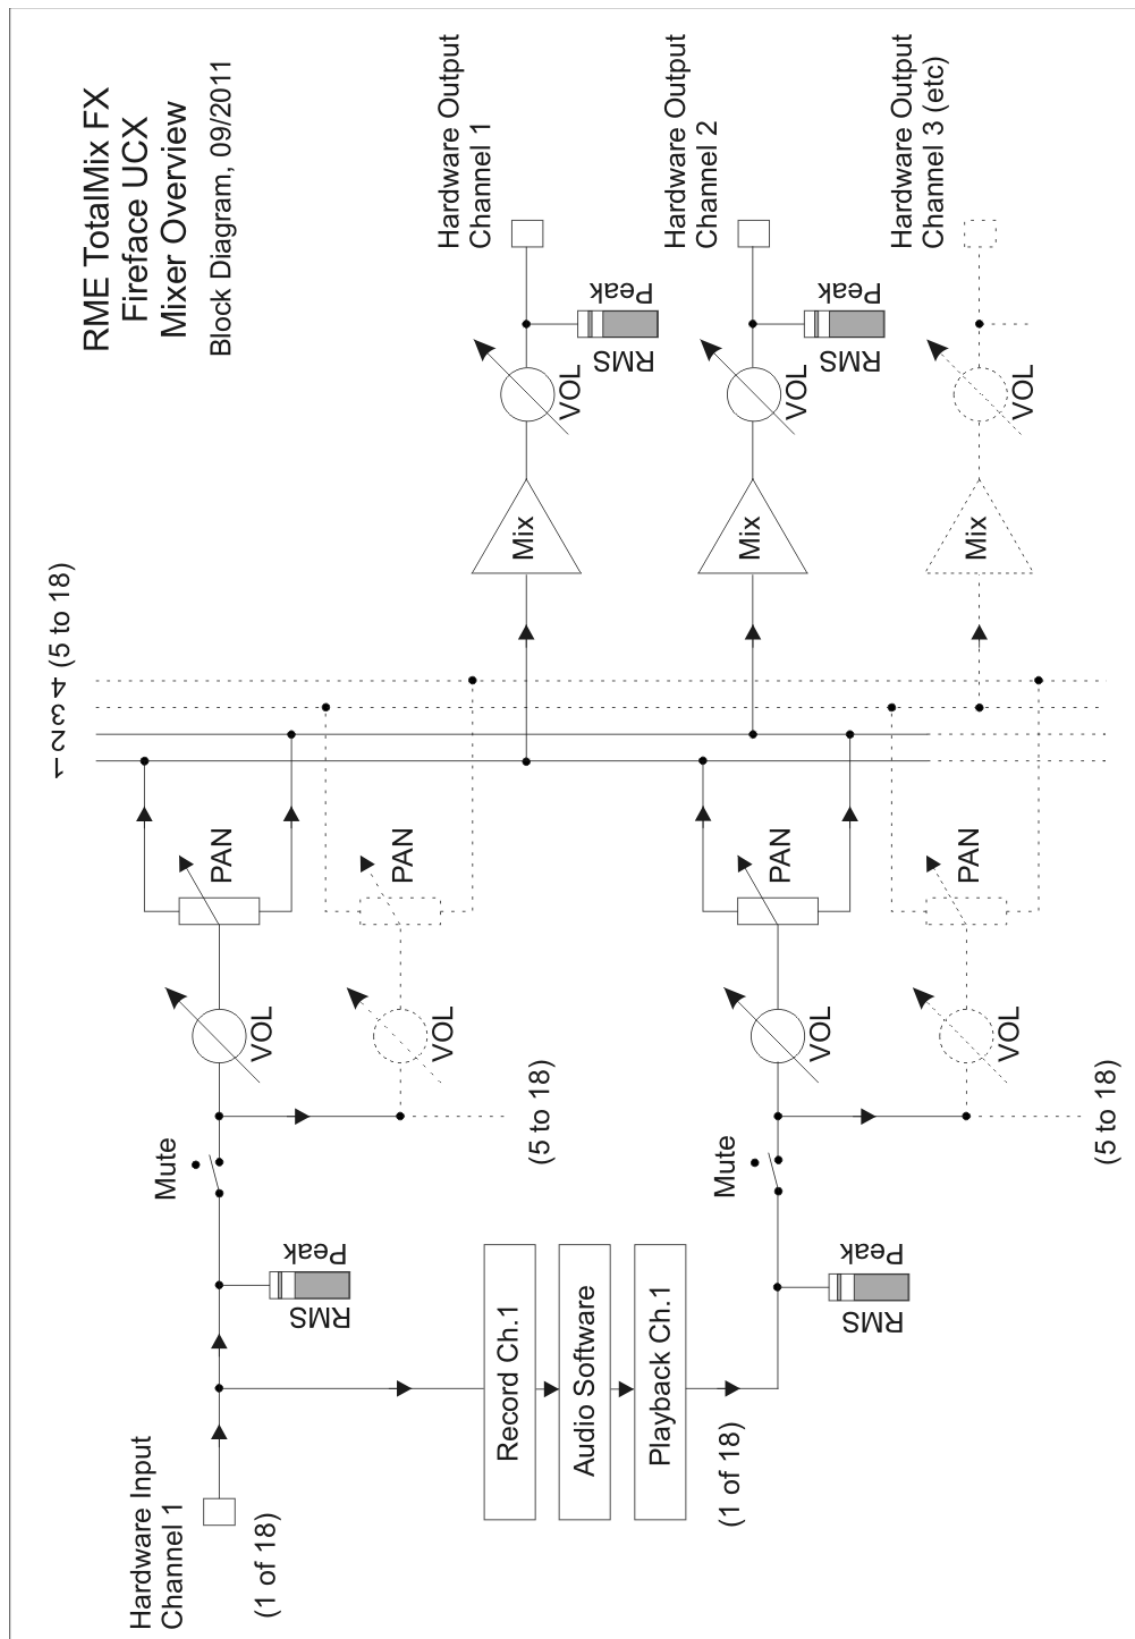 RME TotalMix FX
Fireface UCX
Mixer Overview
Block Diagram, 09/2011
1 2 3 4 (5 to 18)
Hardware Input
Channel 1
(1 of 18)
RMS
Peak
Mute
VOL
PAN
VOL
PAN
(5 to 18)
Mix
VOL
RMS
Peak
Hardware Output
Channel 1
Record Ch.1
Audio Software
Playback Ch.1
(1 of 18)
Mix
VOL
RMS
Peak
Hardware Output
Channel 2
RMS
Peak
Mute
VOL
PAN
VOL
PAN
(5 to 18)
Mix
VOL
Hardware Output
Channel 3 (etc)